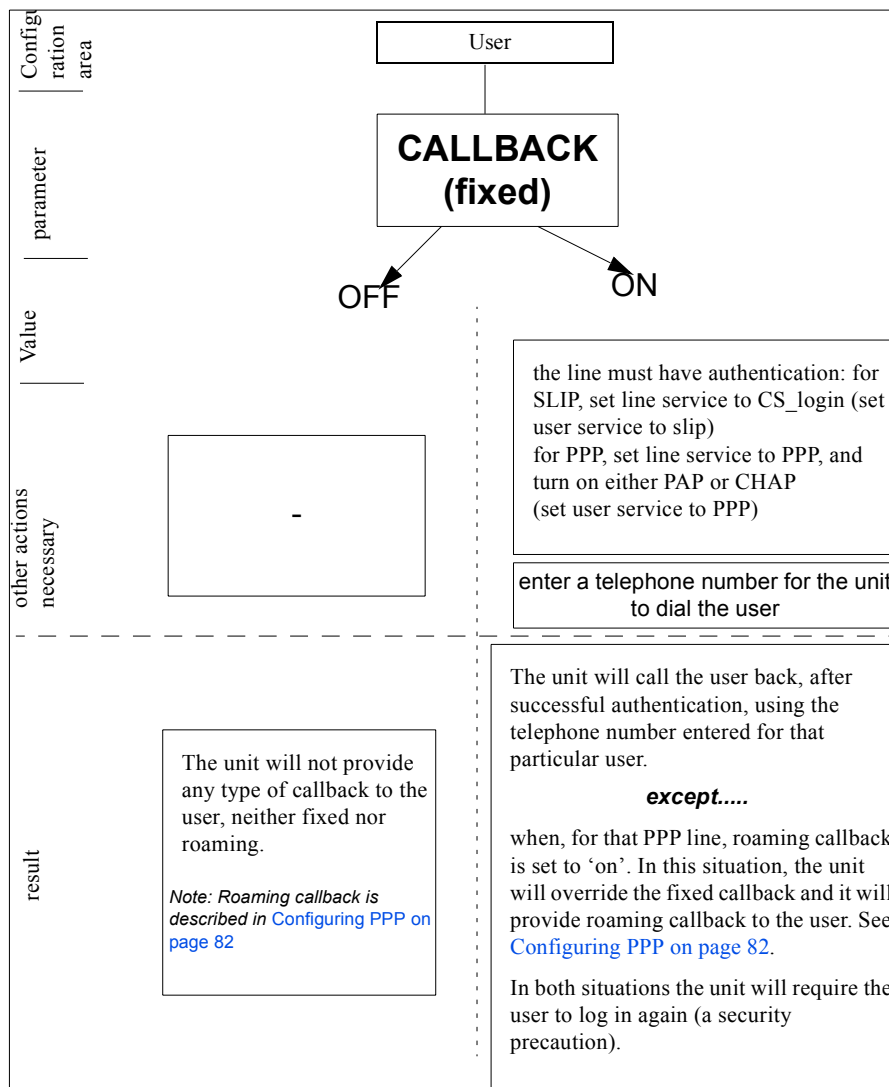 Configu
ration
area
User
parameter
CALLBACK
(fixed)
Value
OFF
ON
other actions
necessary
-
the line must have authentication: for
SLIP, set line service to CS_login (set
user service to slip)
for PPP, set line service to PPP, and
turn on either PAP or CHAP
(set user service to PPP)
enter a telephone number for the unit
to dial the user
result
The unit will not provide
any type of callback to the
user, neither fixed nor
roaming.
Note: Roaming callback is
described in Configuring PPP on
page 82
The unit will call the user back, after
successful authentication, using the
telephone number entered for that
particular user.
except.....
when, for that PPP line, roaming callback
is set to ‘on’. In this situation, the unit
will override the fixed callback and it will
provide roaming callback to the user. See
Configuring PPP on page 82.
In both situations the unit will require the
user to log in again (a security
precaution).